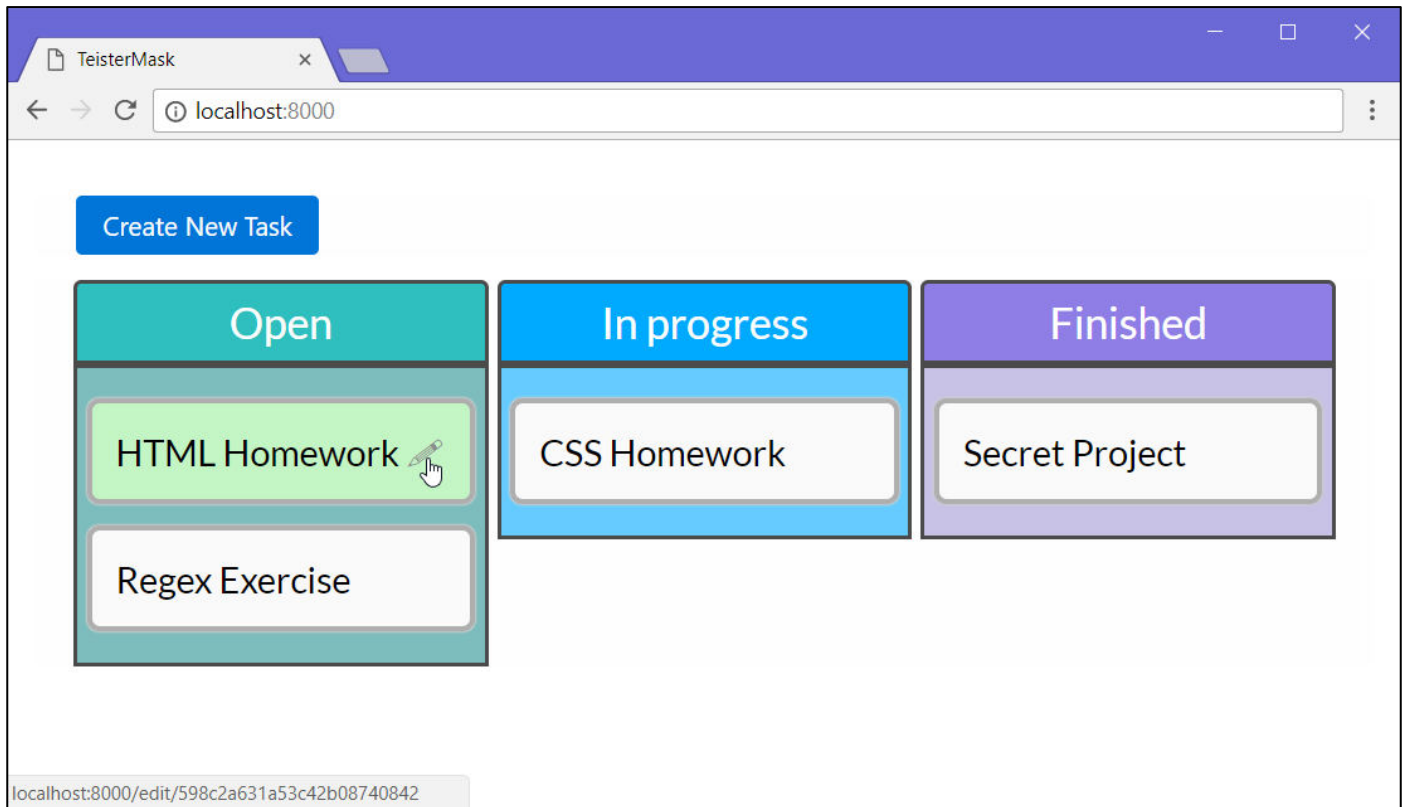 TeisterMask
localhost:8000
Create New Task
Open
In progress
Finished
HTML Homework
CSS Homework
Secret Project
Regex Exercise
localhost:8000/edit/598c2a631a53c42b08740842